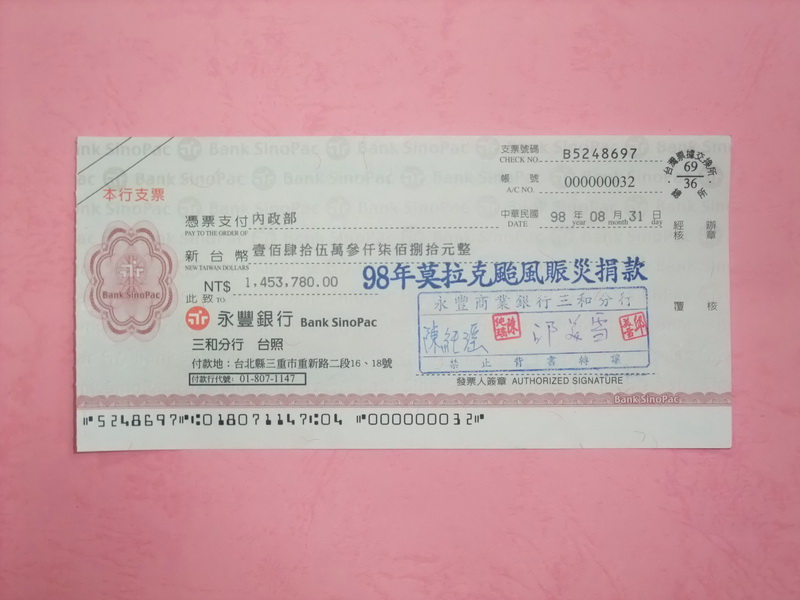 支票號碼 CHECK NO. B5248697
帳 號 A/C NO. 000000032
台灣票據交換所
69
36
總所
本行支票
中華民國 DATE 98 年 year 08 月 month 31 日 day
憑票支付 內政部
PAY TO THE ORDER OF
新台幣 壹佰肆拾伍萬參仟柒佰捌拾元整
NEW TAIWAN DOLLARS
NT$ 1,453,780.00
98年莫拉克颱風賑災捐款
此致 TO
經核 辦章
覆核
Bank SinoPac
永豐銀行 Bank SinoPac
三和分行 台照
付款地：台北縣三重市重新路二段16、18號
付款行代號：01-807-1147
永豐商業銀行三和分行
禁止背書轉讓
發票人簽章 AUTHORIZED SIGNATURE
Bank SinoPac
⑈5248697⑈⑆018071147⑆04 ⑈000000032⑈